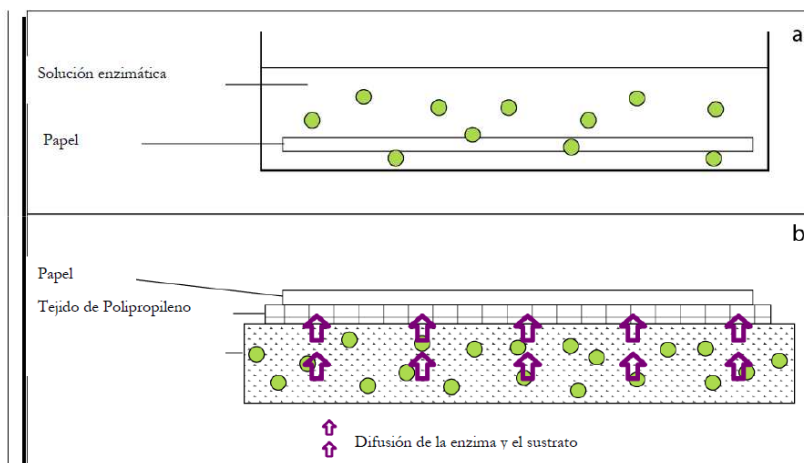 a
Solución enzimática
Papel
b
Papel
Tejido de Polipropileno
Difusión de la enzima y el sustrato